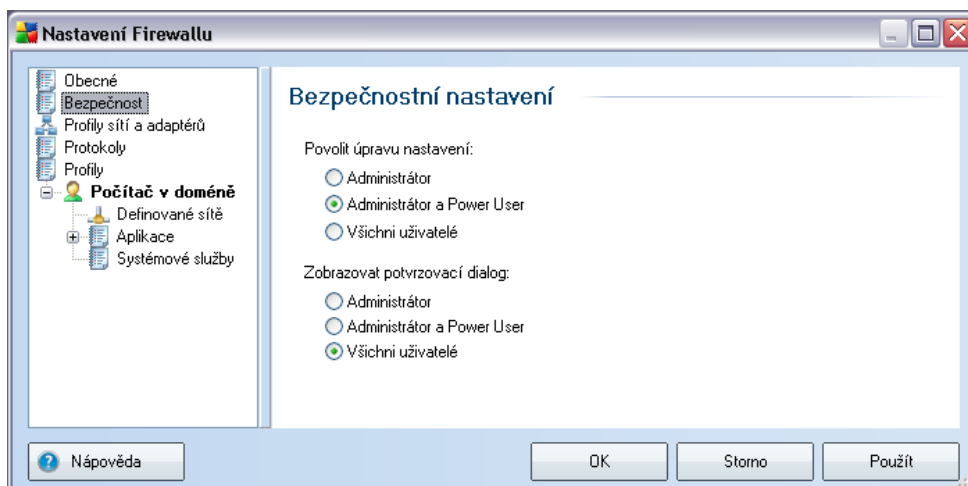 Nastavení Firewallu
Obecné
Bezpečnost
Profily sítí a adaptérů
Protokoly
Profily
Počítač v doméně
Definované sítě
Aplikace
Systémové služby
Bezpečnostní nastavení
Povolit úpravu nastavení:
Administrátor
Administrátor a Power User
Všichni uživatelé
Zobrazovat potvrzovací dialog:
Administrátor
Administrátor a Power User
Všichni uživatelé
Nápověda
OK
Storno
Použít